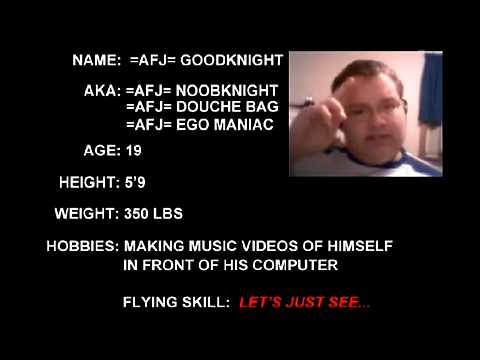 NAME: =AFJ= GOODKNIGHT
AKA: =AFJ= NOOBKNIGHT
=AFJ= DOUCHE BAG
=AFJ= EGO MANIAC
AGE: 19
HEIGHT: 5'9
WEIGHT: 350 LBS
HOBBIES: MAKING MUSIC VIDEOS OF HIMSELF
IN FRONT OF HIS COMPUTER
FLYING SKILL: LET'S JUST SEE...